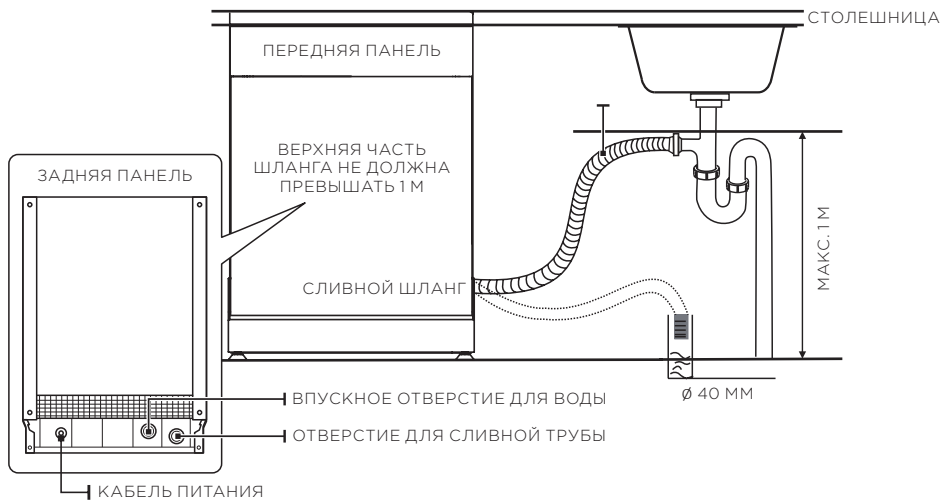 СТОЛЕШНИЦА
ПЕРЕДНЯЯ ПАНЕЛЬ
ВЕРХНЯЯ ЧАСТЬ
ШЛАНГА НЕ ДОЛЖНА
ПРЕВЫШАТЬ 1 М
ЗАДНЯЯ ПАНЕЛЬ
МАКС. 1 М
СЛИВНОЙ ШЛАНГ
Ø 40 ММ
ВПУСКНОЕ ОТВЕРСТИЕ ДЛЯ ВОДЫ
ОТВЕРСТИЕ ДЛЯ СЛИВНОЙ ТРУБЫ
КАБЕЛЬ ПИТАНИЯ